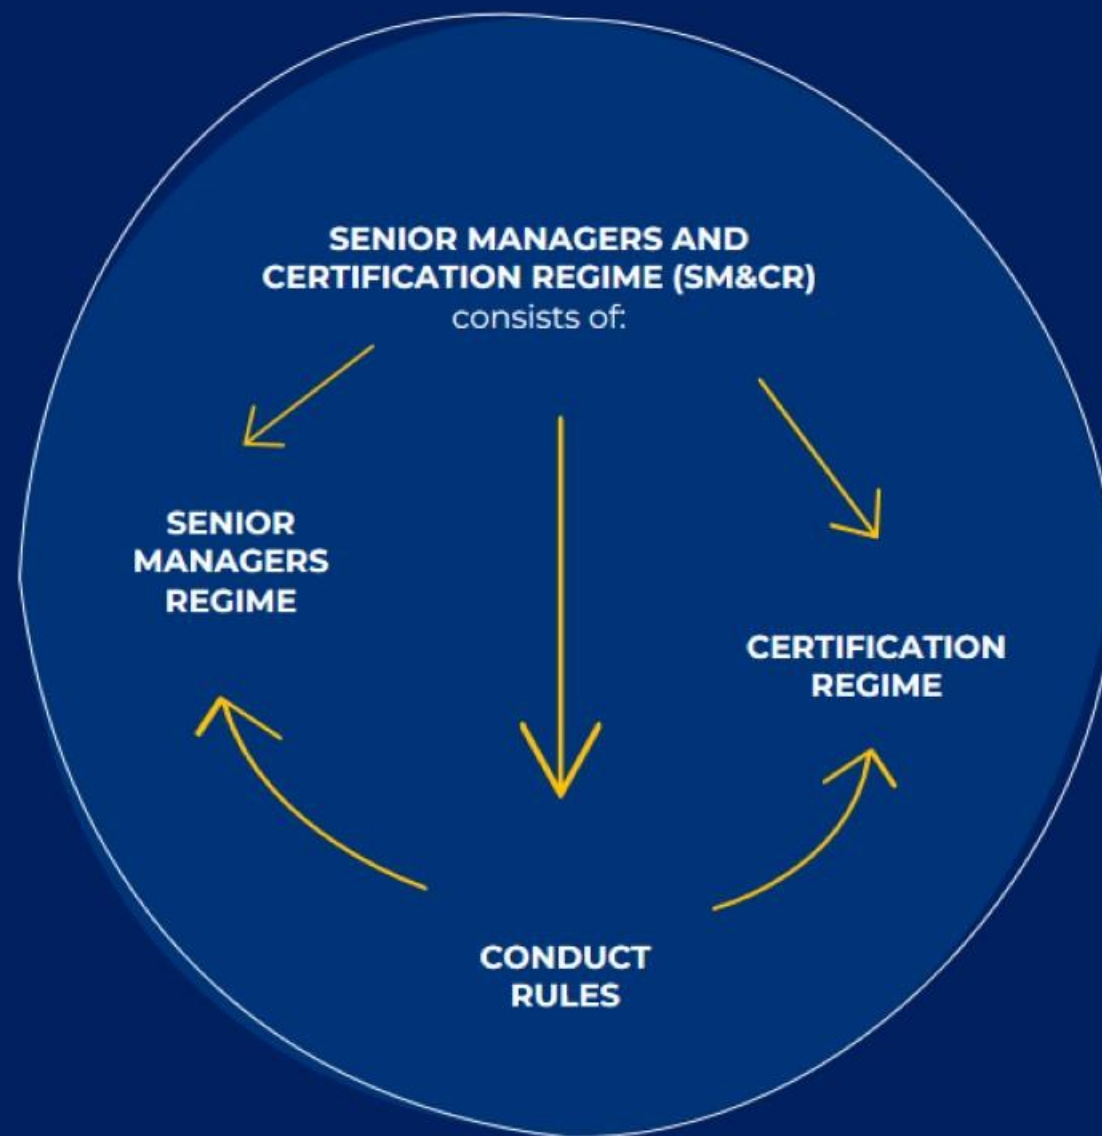 SENIOR MANAGERS AND
CERTIFICATION REGIME (SM&CR)
consists of:
SENIOR
MANAGERS
REGIME
CERTIFICATION
REGIME
CONDUCT
RULES